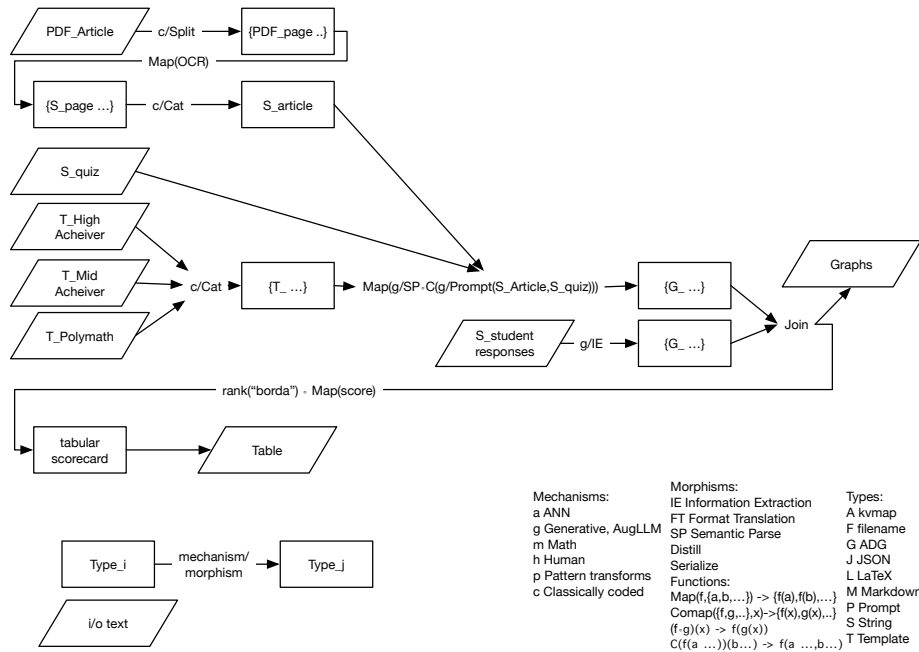 PDF_Article
c/Split
{PDF_page ..}
Map(OCR)
{S_page ...}
c/Cat
S_article
S_quiz
T_High
Acheiver
T_Mid
Acheiver
T_Polymath
c/Cat
{T_ ...}
Map(g/SP◦C(g/Prompt(S_Article,S_quiz)))
{G_ ...}
S_student
responses
g/IE
{G_ ...}
Join
Graphs
rank(“borda”) ◦ Map(score)
tabular
scorecard
Table
Type_i
mechanism/
morphism
Type_j
i/o text
Mechanisms:
a ANN
g Generative, AugLLM
m Math
h Human
p Pattern transforms
c Classically coded
Morphisms:
IE Information Extraction
FT Format Translation
SP Semantic Parse
Distill
Serialize
Functions:
Map(f,{a,b,...}) -> {f(a),f(b),...}
Comap({f,g,..},x)->{f(x),g(x),..}
(f◦g)(x) -> f(g(x))
C(f(a ...))(b...) -> f(a ...,b...)
Types:
A kvmap
F filename
G ADG
J JSON
L LaTeX
M Markdown
P Prompt
S String
T Template